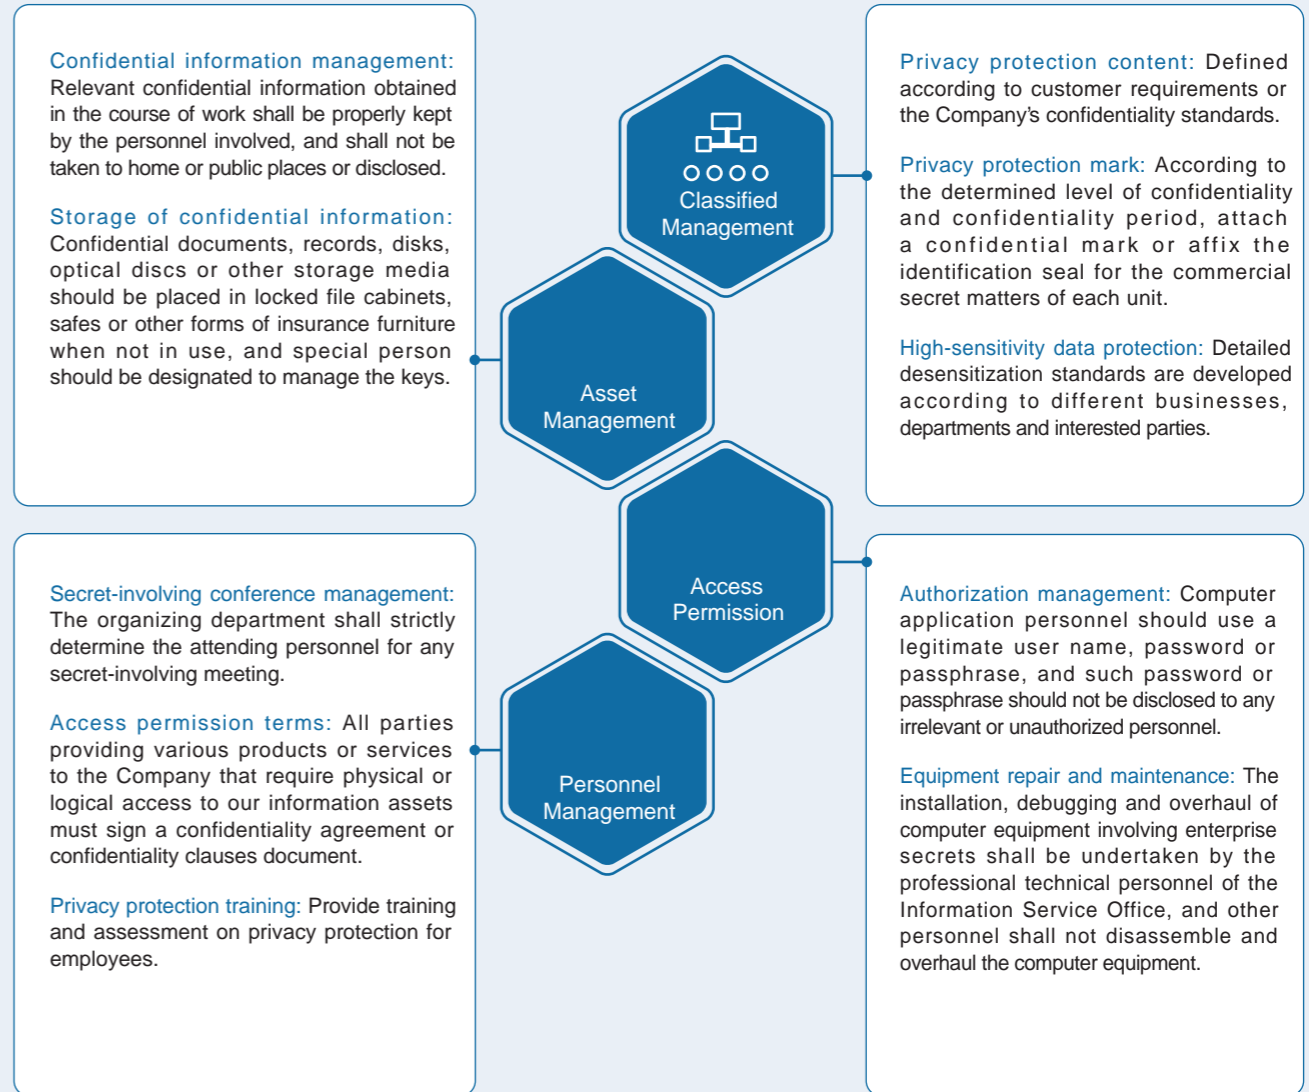 Confidential information management:
Relevant confidential information obtained
in the course of work shall be properly kept
by the personnel involved, and shall not be
taken to home or public places or disclosed.
Storage of confidential information:
Confidential documents, records, disks,
optical discs or other storage media
should be placed in locked file cabinets,
safes or other forms of insurance furniture
when not in use, and special person
should be designated to manage the keys.
Classified
Management
Privacy protection content: Defined
according to customer requirements or
the Company's confidentiality standards.
Privacy protection mark: According to
the determined level of confidentiality
and confidentiality period, attach
a confidential mark or affix the
identification seal for the commercial
secret matters of each unit.
High-sensitivity data protection: Detailed
desensitization standards are developed
according to different businesses,
departments and interested parties.
Asset
Management
Access
Permission
Secret-involving conference management:
The organizing department shall strictly
determine the attending personnel for any
secret-involving meeting.
Access permission terms: All parties
providing various products or services
to the Company that require physical or
logical access to our information assets
must sign a confidentiality agreement or
confidentiality clauses document.
Privacy protection training: Provide training
and assessment on privacy protection for
employees.
Personnel
Management
Authorization management: Computer
application personnel should use a
legitimate user name, password or
passphrase, and such password or
passphrase should not be disclosed to any
irrelevant or unauthorized personnel.
Equipment repair and maintenance: The
installation, debugging and overhaul of
computer equipment involving enterprise
secrets shall be undertaken by the
professional technical personnel of the
Information Service Office, and other
personnel shall not disassemble and
overhaul the computer equipment.